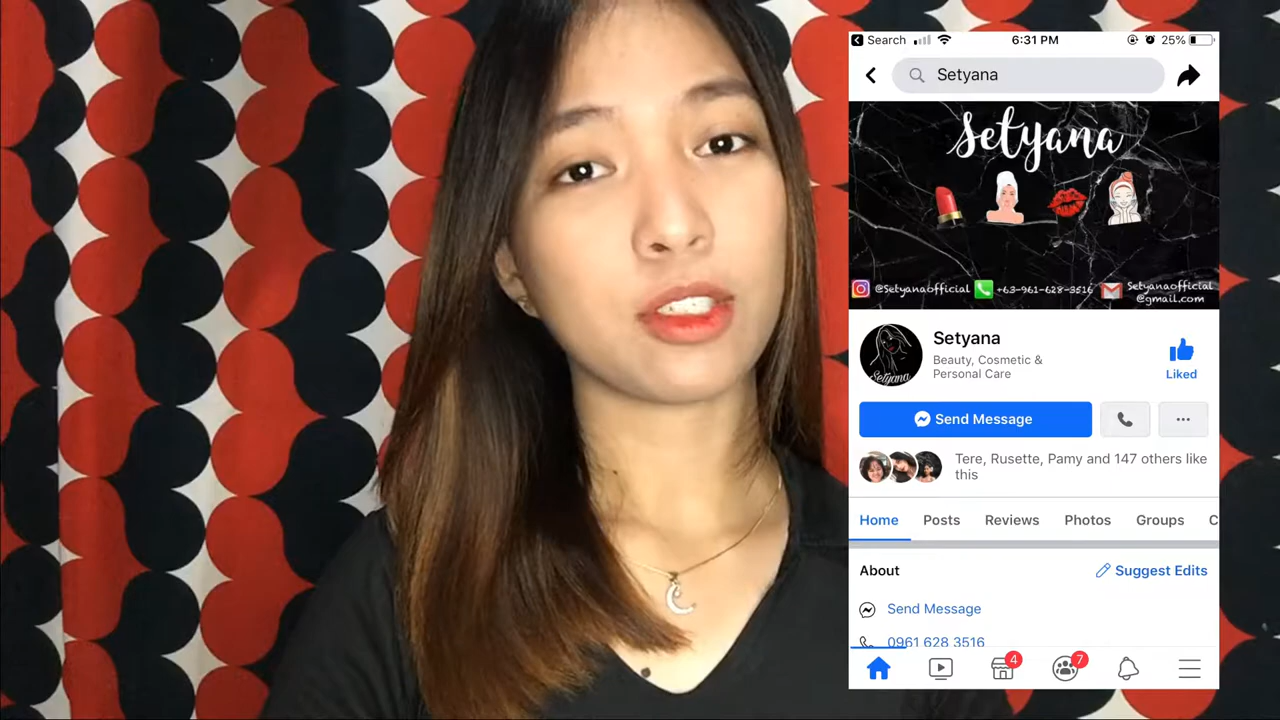 Search
6:31 PM
25%
Setyana
Setyana
@Setyanaofficial
+63-961-628-3516
Setyanaofficial
@gmail.com
Setyana
Setyana
Beauty, Cosmetic &
Personal Care
Liked
Send Message
Tere, Rusette, Pamy and 147 others like
this
Home
Posts
Reviews
Photos
Groups
C
About
Suggest Edits
Send Message
0961 628 3516
4
7